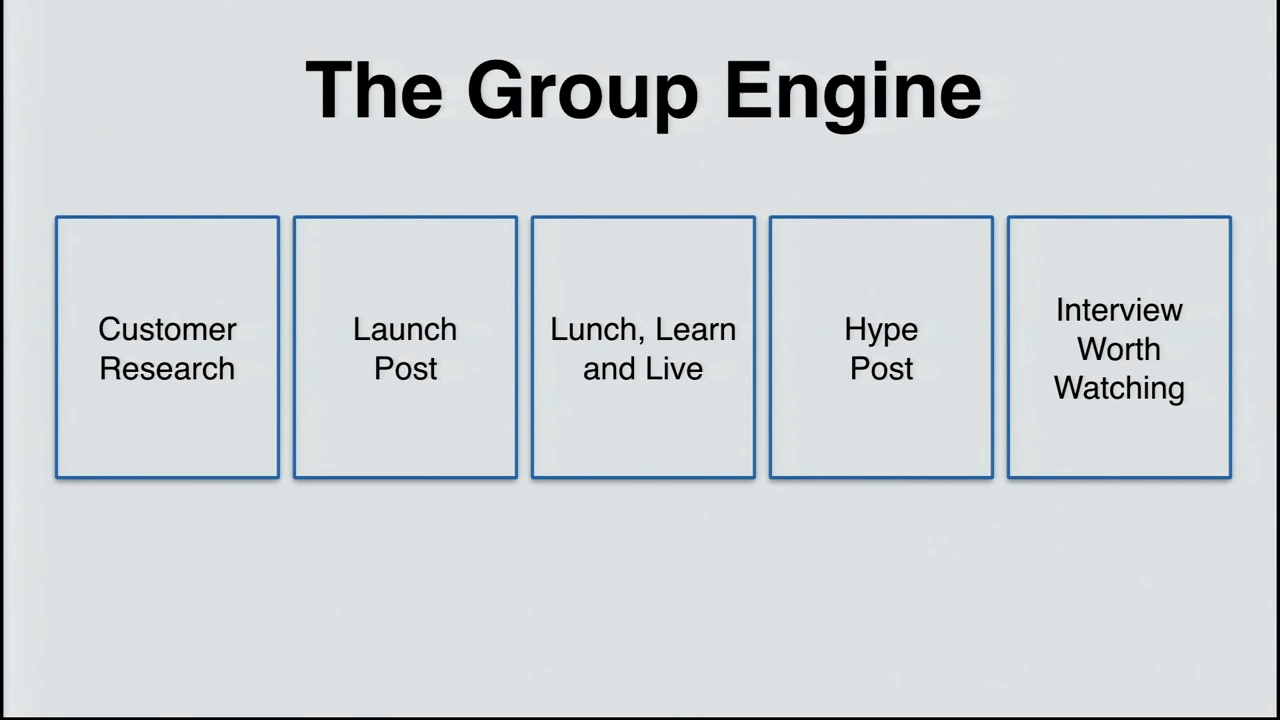 The Group Engine
Customer
Research
Launch
Post
Lunch, Learn
and Live
Hype
Post
Interview
Worth
Watching